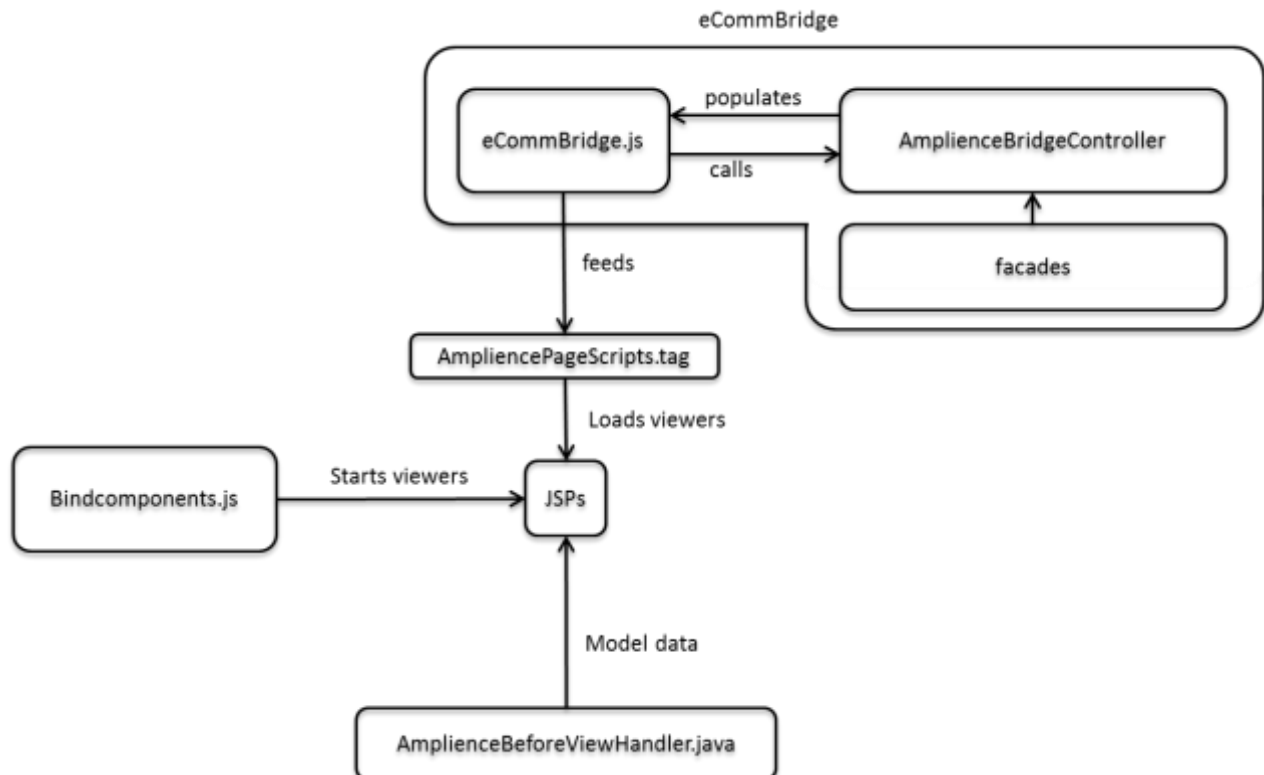 eCommBridge
populates
eCommBridge.js
AmplienceBridgeController
calls
feeds
facades
AmpliencePageScripts.tag
Loads viewers
Starts viewers
Bindcomponents.js
JSPs
Model data
AmplienceBeforeViewHandler.java